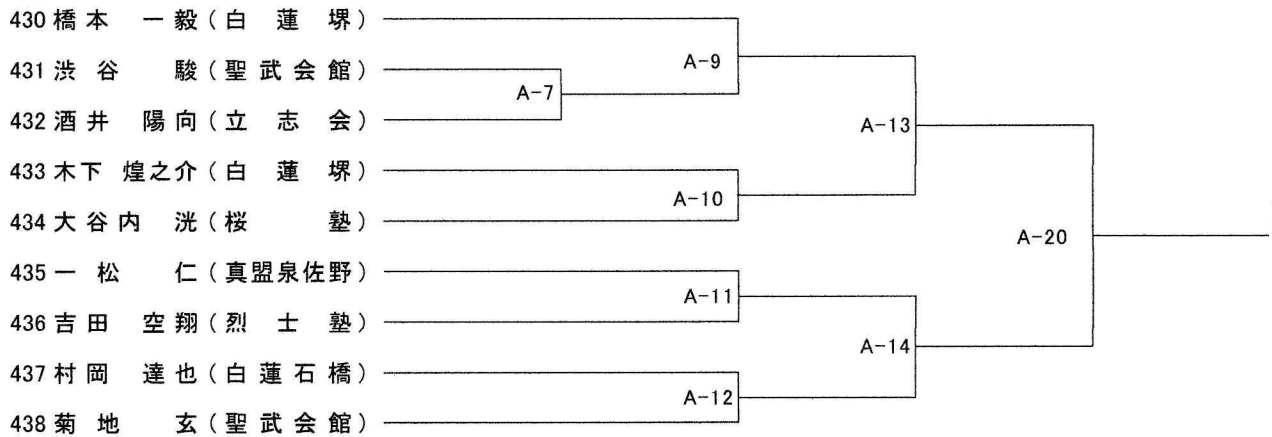 430 橋本 一毅 (白蓮堺)
431 渋谷 駿 (聖武会館)
432 酒井 陽向 (立志会)
433 木下 煌之介 (白蓮堺)
434 大谷内 洸 (桜塾)
435 一松 仁 (真盟泉佐野)
436 吉田 空翔 (烈士塾)
437 村岡 達也 (白蓮石橋)
438 菊地 玄 (聖武会館)
A-7
A-9
A-10
A-11
A-12
A-13
A-14
A-20